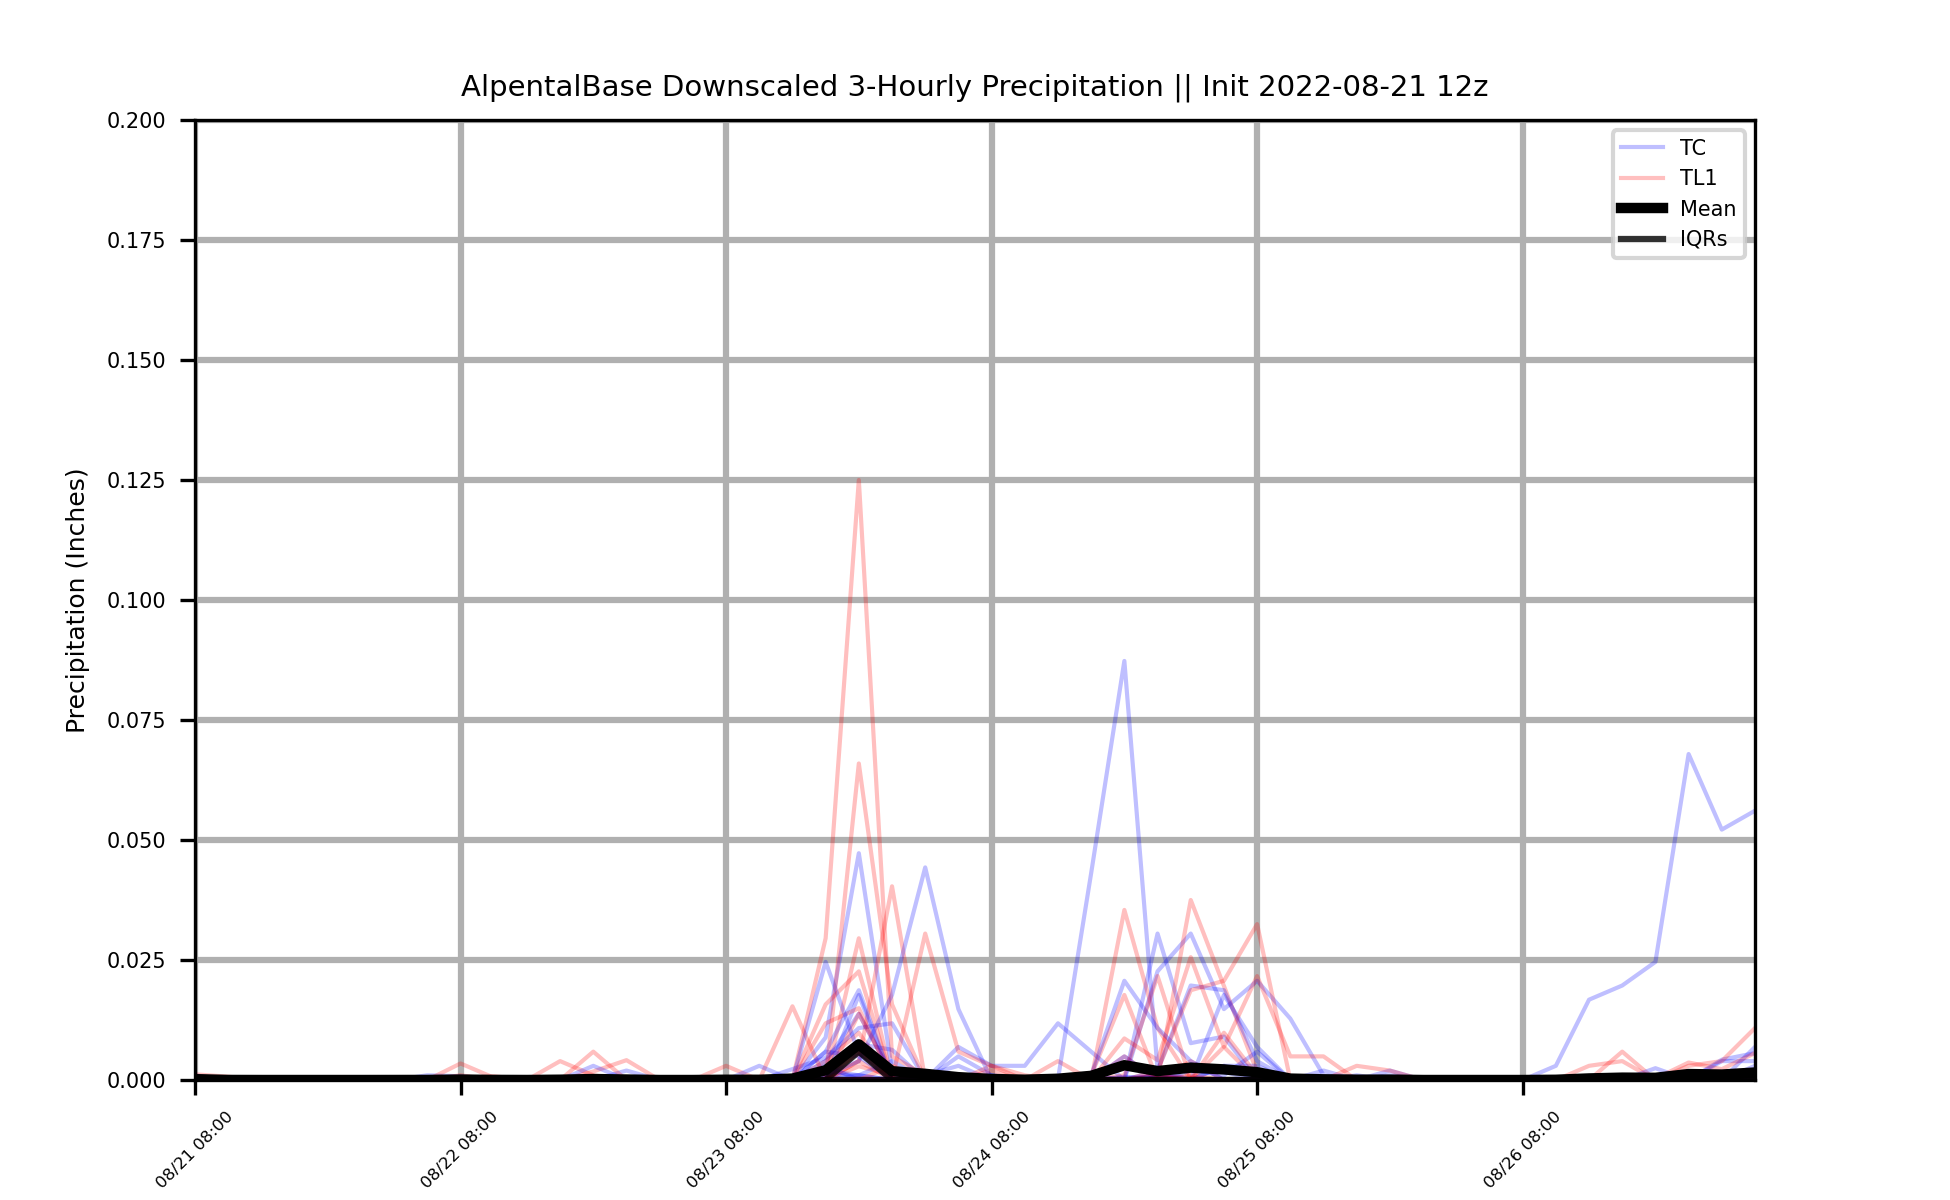 AlpentalBase Downscaled 3-Hourly Precipitation || Init 2022-08-21 12z
Precipitation (Inches)
0.200
0.175
0.150
0.125
0.100
0.075
0.050
0.025
0.000
TC
TL1
Mean
IQRs
08/21 08:00
08/22 08:00
08/23 08:00
08/24 08:00
08/25 08:00
08/26 08:00